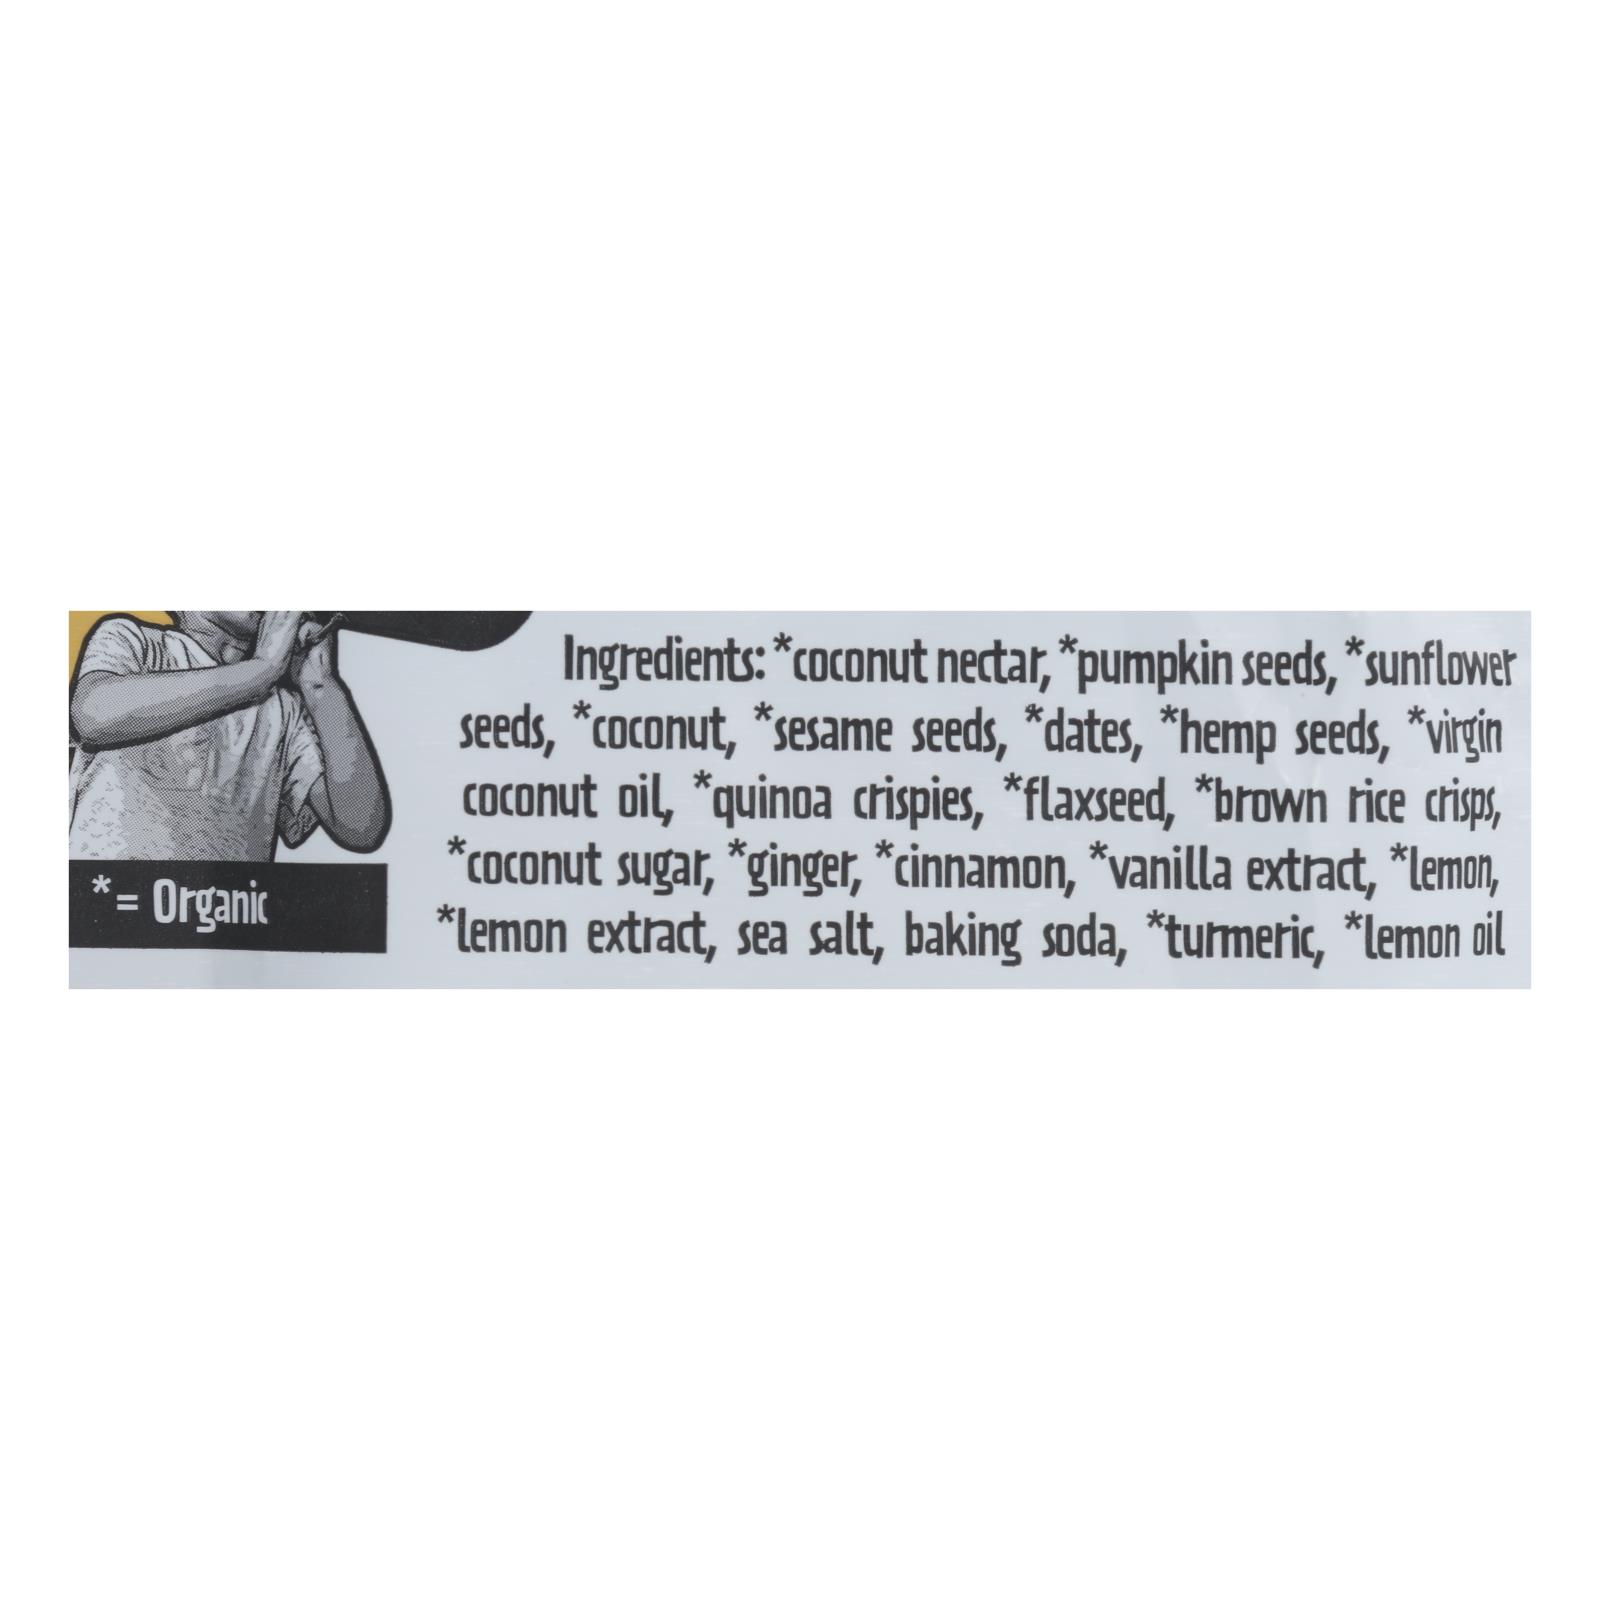 Ingredients: *coconut nectar, *pumpkin seeds, *sunflower
seeds, *coconut, *sesame seeds, *dates, *hemp seeds, *virgin
coconut oil, *quinoa crispies, *flaxseed, *brown rice crisps,
*coconut sugar, *ginger, *cinnamon, *vanilla extract, *lemon,
*lemon extract, sea salt, baking soda, *turmeric, *lemon oil
*= Organic